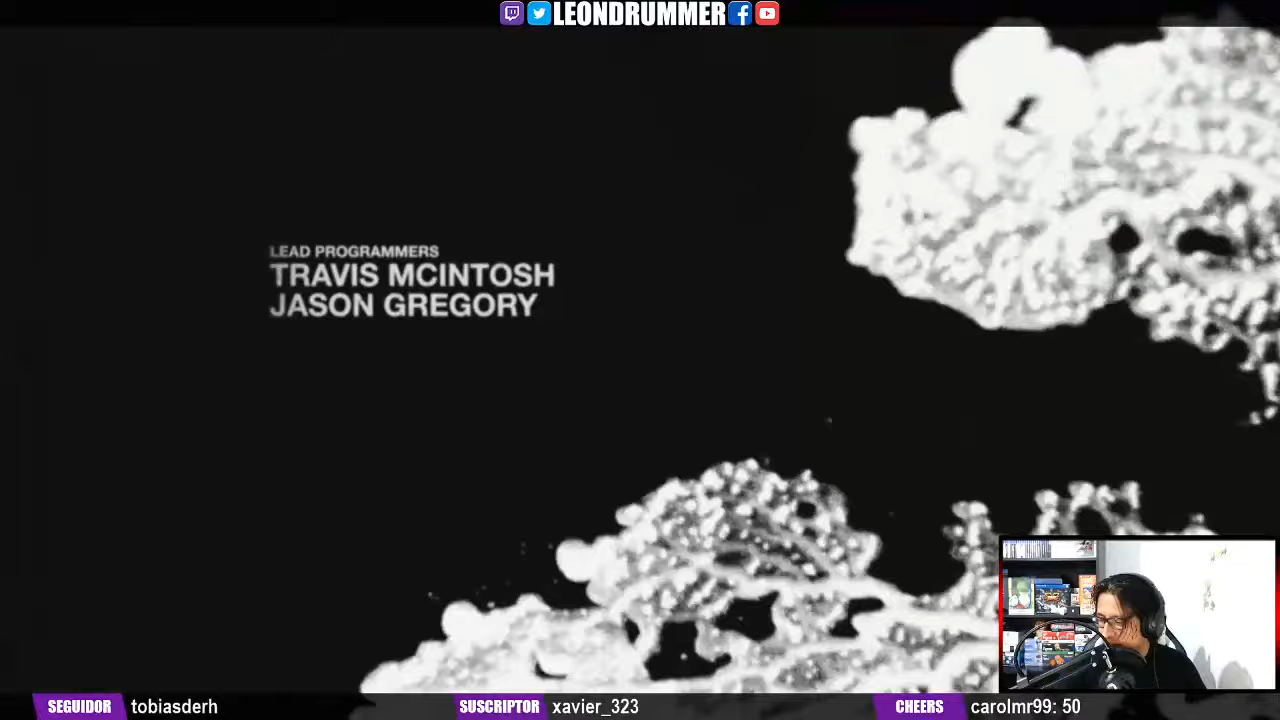 LEONDRUMMER
LEAD PROGRAMMERS
TRAVIS MCINTOSH
JASON GREGORY
SEGUIDOR tobiasderh
SUSCRIPTOR xavier_323
CHEERS carolmr99: 50